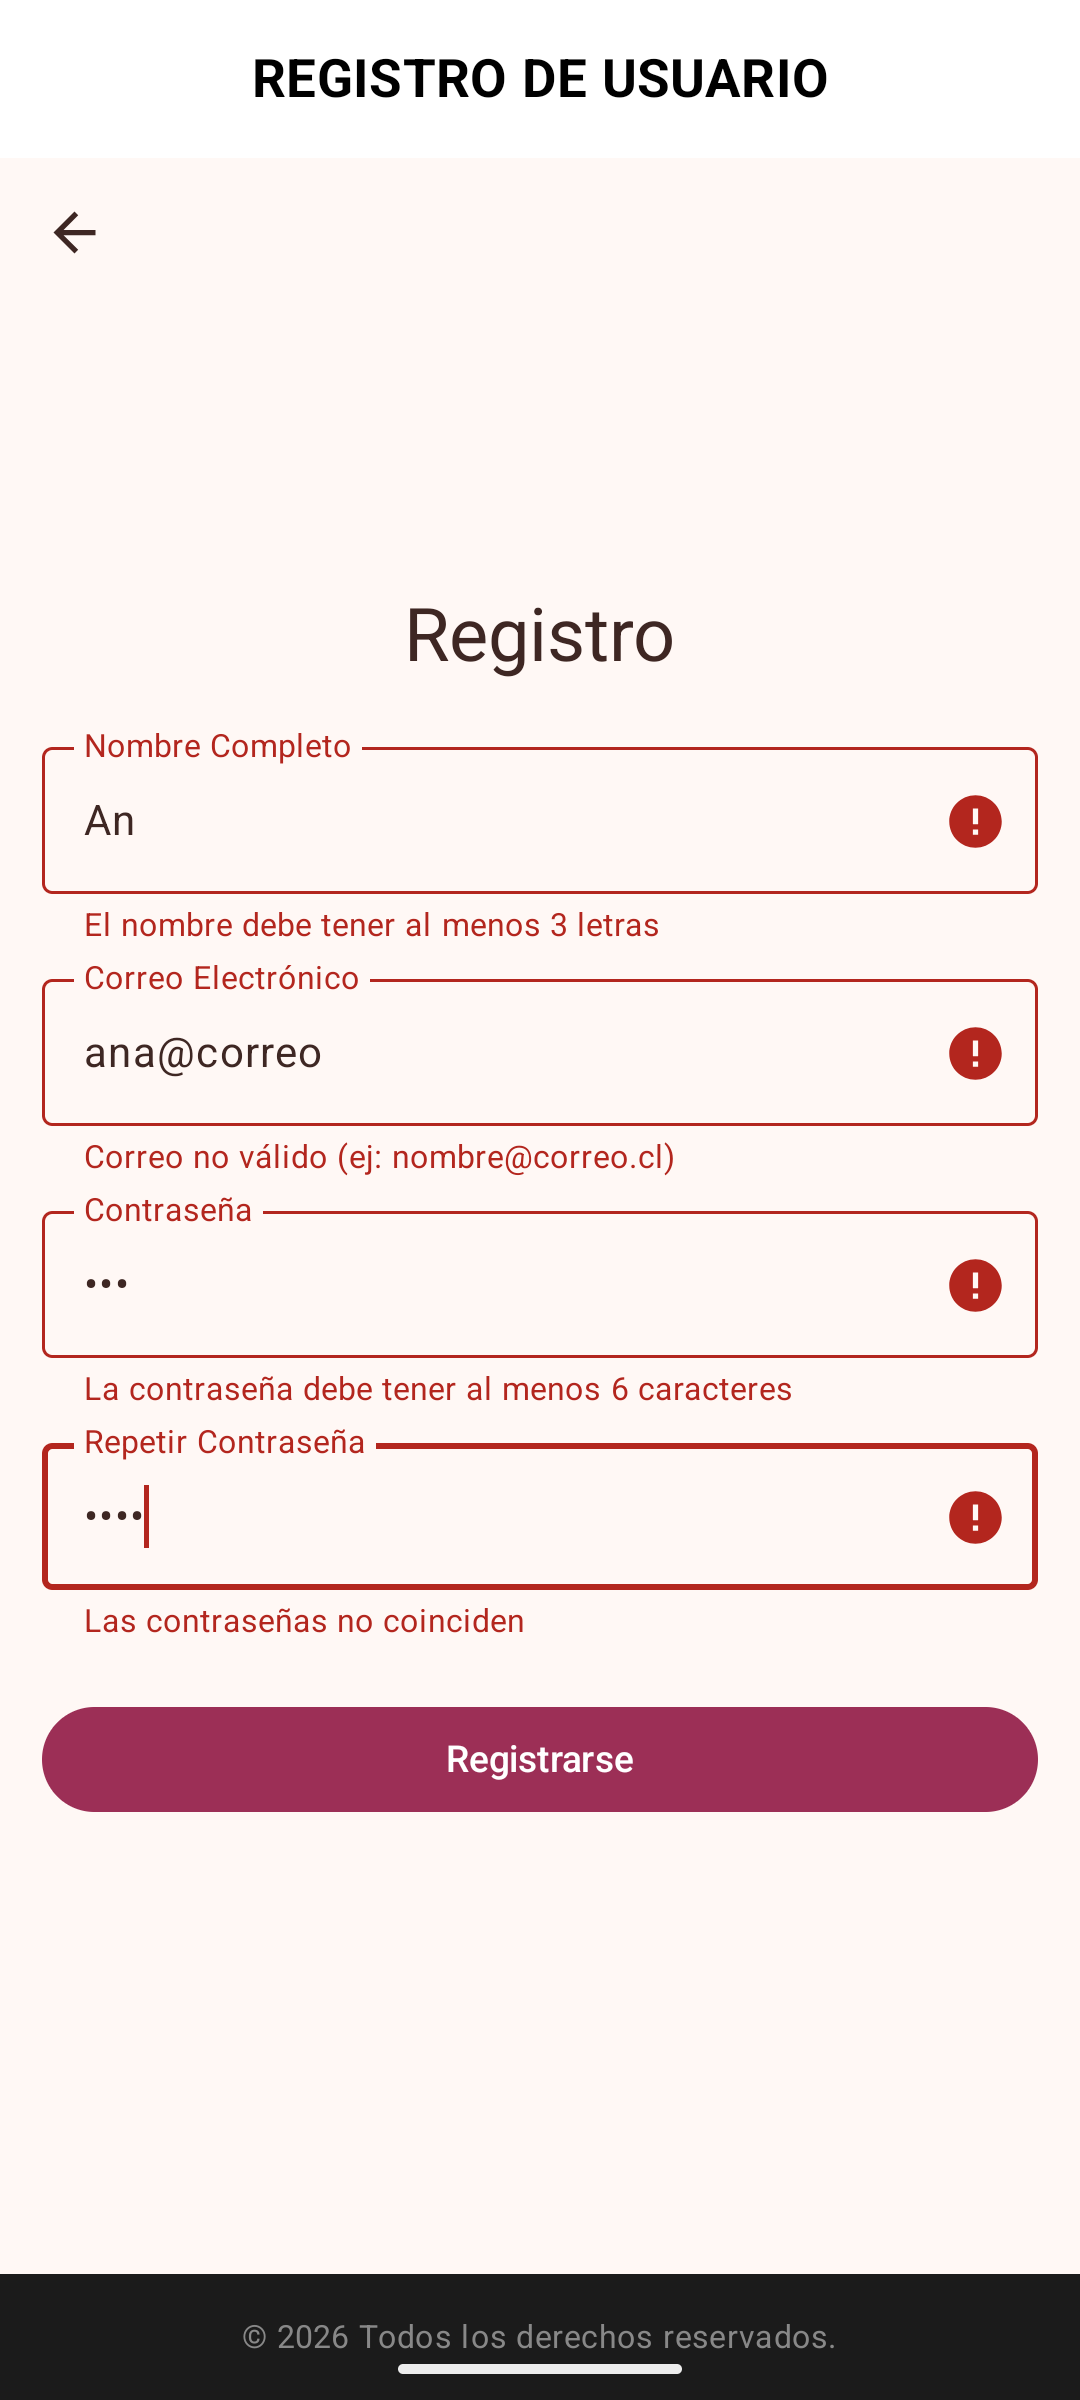 REGISTRO DE USUARIO
Registro
Nombre Completo
An
El nombre debe tener al menos 3 letras
Correo Electrónico
ana@correo
Correo no válido (ej: nombre@correo.cl)
Contraseña
•••
La contraseña debe tener al menos 6 caracteres
Repetir Contraseña
••••
Las contraseñas no coinciden
Registrarse
© 2026 Todos los derechos reservados.